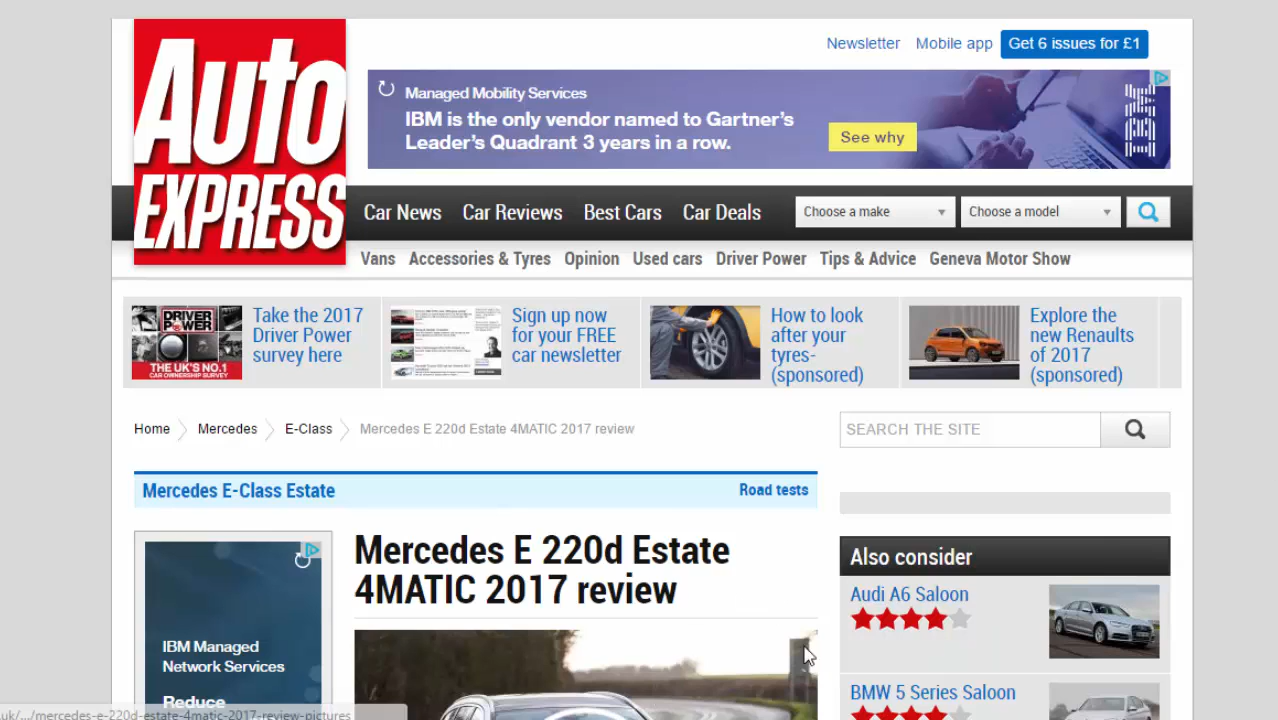 Auto
EXPRESS
Newsletter
Mobile app
Get 6 issues for £1
Managed Mobility Services
IBM is the only vendor named to Gartner's
Leader's Quadrant 3 years in a row.
See why
IBM
Car News
Car Reviews
Best Cars
Car Deals
Choose a make
Choose a model
Vans
Accessories & Tyres
Opinion
Used cars
Driver Power
Tips & Advice
Geneva Motor Show
DRIVER
POWER
THE UK'S NO.1
CAR OWNERSHIP SURVEY
Take the 2017
Driver Power
survey here
Sign up now
for your FREE
car newsletter
How to look
after your
tyres-
(sponsored)
Explore the
new Renaults
of 2017
(sponsored)
Home
Mercedes
E-Class
Mercedes E 220d Estate 4MATIC 2017 review
SEARCH THE SITE
Mercedes E-Class Estate
Road tests
IBM Managed
Network Services
Reduce
Mercedes E 220d Estate
4MATIC 2017 review
Also consider
Audi A6 Saloon
BMW 5 Series Saloon
uk/.../mercedes-e-220d-estate-4matic-2017-review-pictures